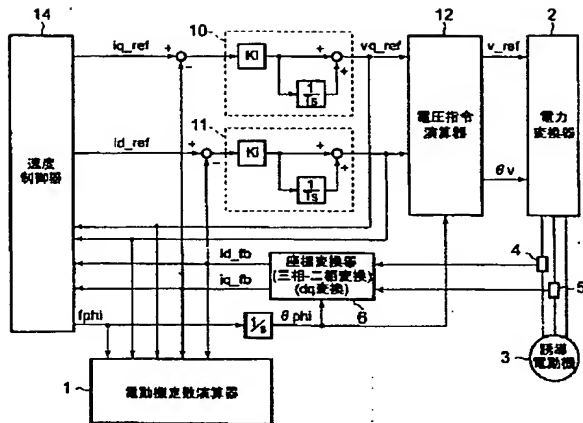 14
10
12
2
iq_ref
+
−
Ki
1
Ts
+
+
vq_ref
v_ref
11
id_ref
+
−
Ki
1
Ts
+
+
速度
制御器
電圧指令
演算器
電力
変換器
θv
id_fb
iq_fb
座標変換器
(三相-二相変換)
(dq変換)
6
4
5
fphi
1/s
θphi
3
誘導
電動機
1
電動機定数演算器